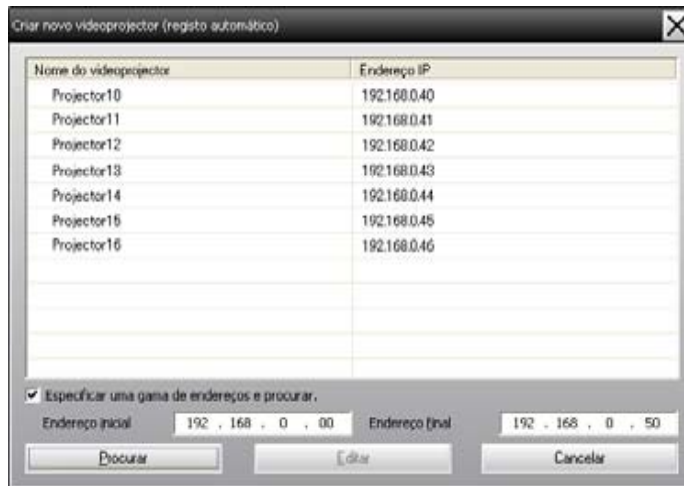 Criar novo videoprojector (registo automático)
Nome do videoprojector Endereço IP
Projector10 192.168.0.40
Projector11 192.168.0.41
Projector12 192.168.0.42
Projector13 192.168.0.43
Projector14 192.168.0.44
Projector15 192.168.0.45
Projector16 192.168.0.46
Especificar uma gama de endereços e procurar.
Endereço inicial 192 . 168 . 0 . 00 Endereço final 192 . 168 . 0 . 50
Procurar Editar Cancelar